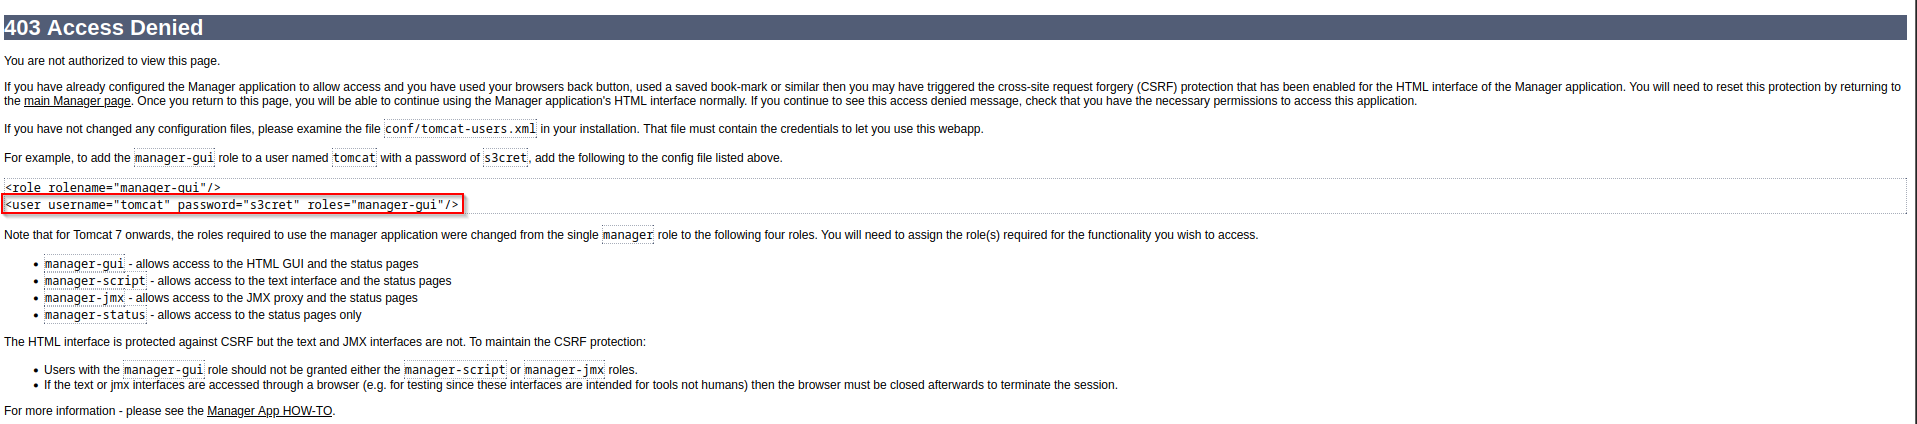 403 Access Denied
You are not authorized to view this page.
If you have already configured the Manager application to allow access and you have used your browsers back button, used a saved book-mark or similar then you may have triggered the cross-site request forgery (CSRF) protection that has been enabled for the HTML interface of the Manager application. You will need to reset this protection by returning to
the main Manager page. Once you return to this page, you will be able to continue using the Manager application's HTML interface normally. If you continue to see this access denied message, check that you have the necessary permissions to access this application.
If you have not changed any configuration files, please examine the file conf/tomcat-users.xml in your installation. That file must contain the credentials to let you use this webapp.
For example, to add the manager-gui role to a user named tomcat with a password of s3cret, add the following to the config file listed above.
<role rolename="manager-gui"/>
<user username="tomcat" password="s3cret" roles="manager-gui"/>
Note that for Tomcat 7 onwards, the roles required to use the manager application were changed from the single manager role to the following four roles. You will need to assign the role(s) required for the functionality you wish to access.
• manager-gui - allows access to the HTML GUI and the status pages
• manager-script - allows access to the text interface and the status pages
• manager-jmx - allows access to the JMX proxy and the status pages
• manager-status - allows access to the status pages only
The HTML interface is protected against CSRF but the text and JMX interfaces are not. To maintain the CSRF protection:
• Users with the manager-gui role should not be granted either the manager-script or manager-jmx roles.
• If the text or jmx interfaces are accessed through a browser (e.g. for testing since these interfaces are intended for tools not humans) then the browser must be closed afterwards to terminate the session.
For more information - please see the Manager App HOW-TO.